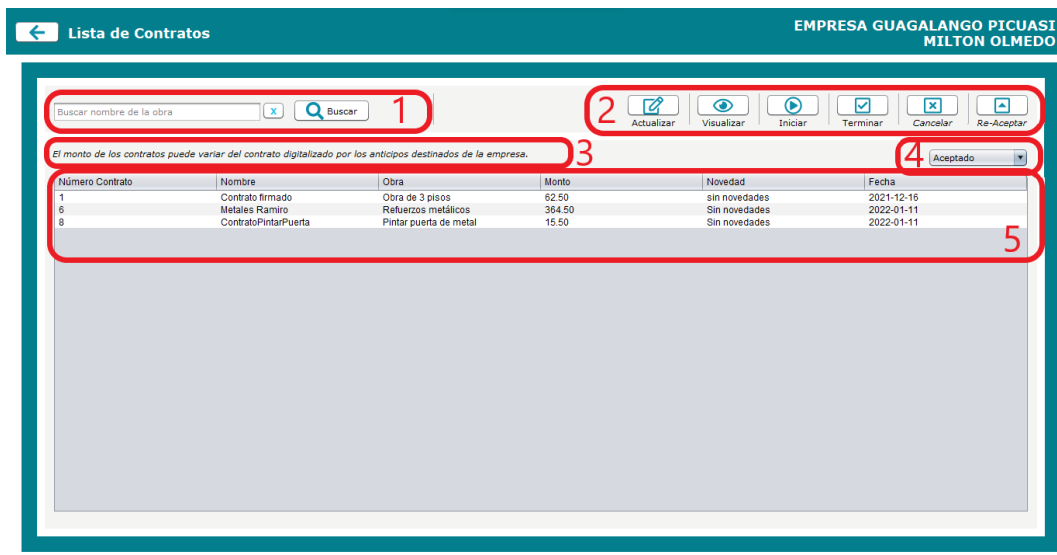 Lista de Contratos
EMPRESA GUAGALANGO PICUASI
MILTON OLMEDO
Buscar nombre de la obra
x
Buscar
1
2
Actualizar
Visualizar
Iniciar
Terminar
Cancelar
Re-Aceptar
El monto de los contratos puede variar del contrato digitalizado por los anticipos destinados de la empresa.
3
4
Aceptado
Número Contrato Nombre Obra Monto Novedad Fecha
1 Contrato firmado Obra de 3 pisos 62.50 sin novedades 2021-12-16
6 Metales Ramiro Refuerzos metálicos 364.50 Sin novedades 2022-01-11
8 ContratoPintarPuerta Pintar puerta de metal 15.50 Sin novedades 2022-01-11
5